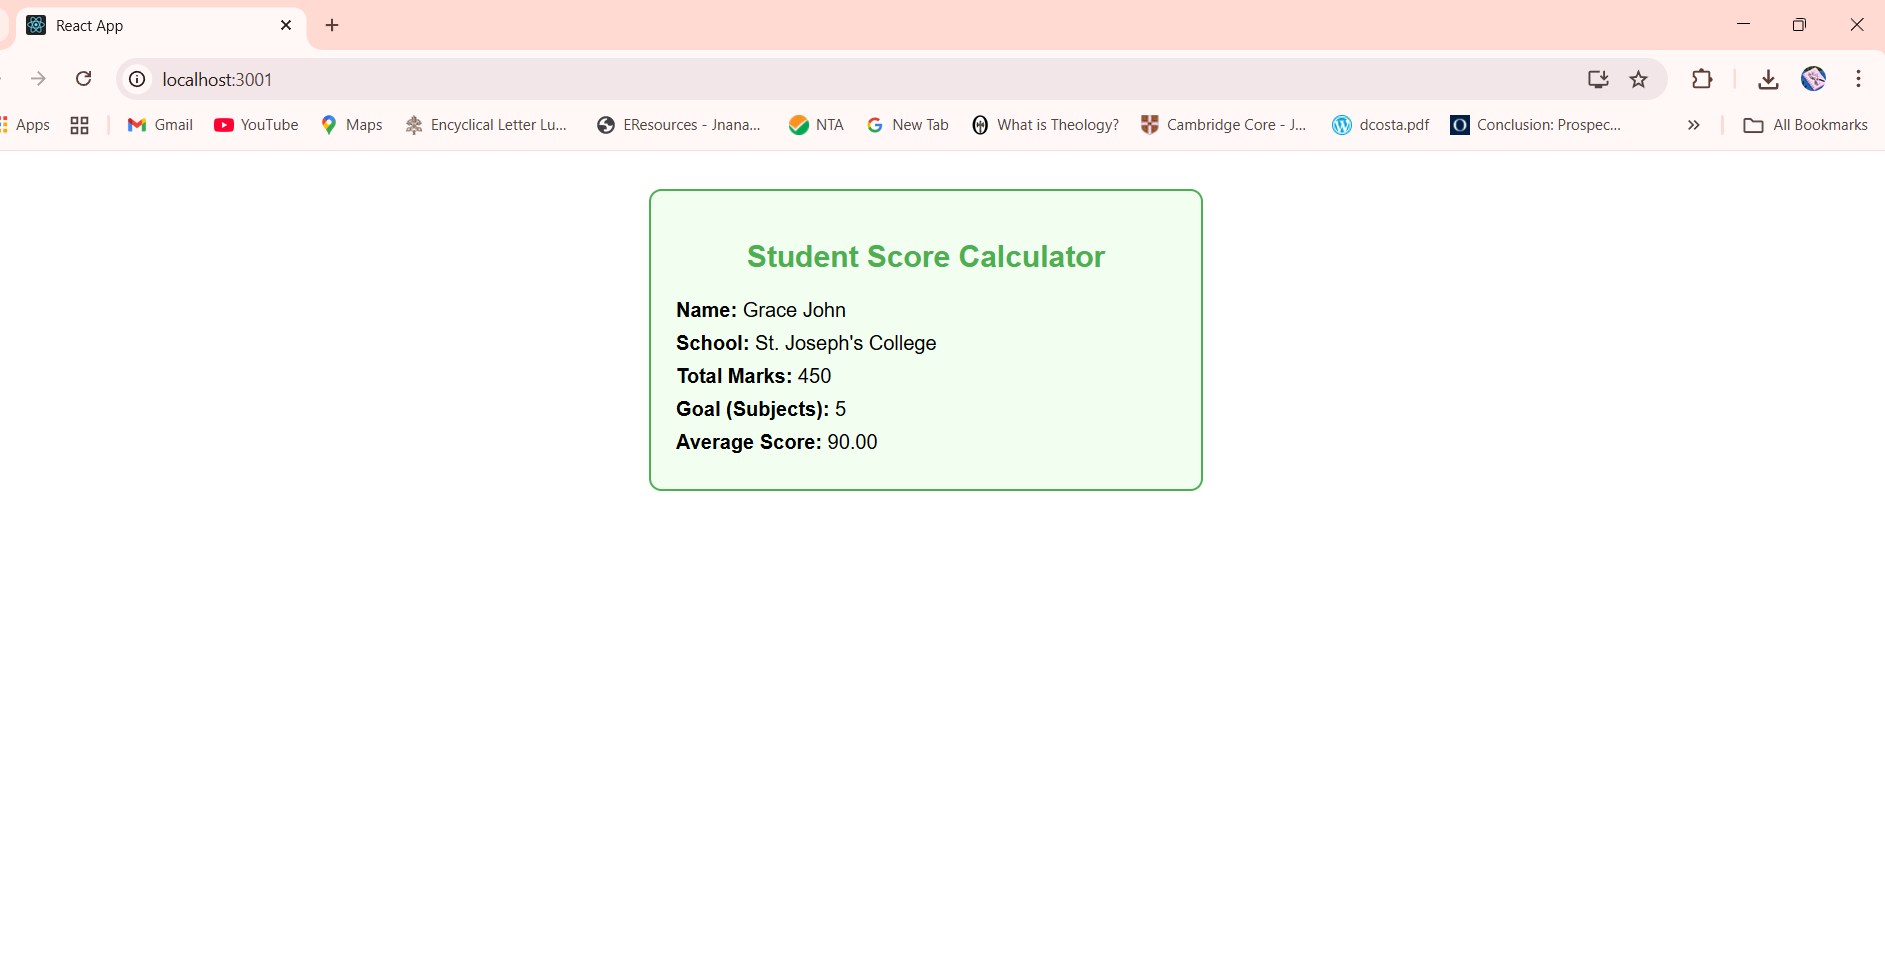 React App
localhost:3001
Apps
Gmail
YouTube
Maps
Encyclical Letter Lu...
EResources - Jnana...
NTA
New Tab
What is Theology?
Cambridge Core - J...
dcosta.pdf
Conclusion: Prospec...
All Bookmarks
Student Score Calculator
Name: Grace John
School: St. Joseph's College
Total Marks: 450
Goal (Subjects): 5
Average Score: 90.00